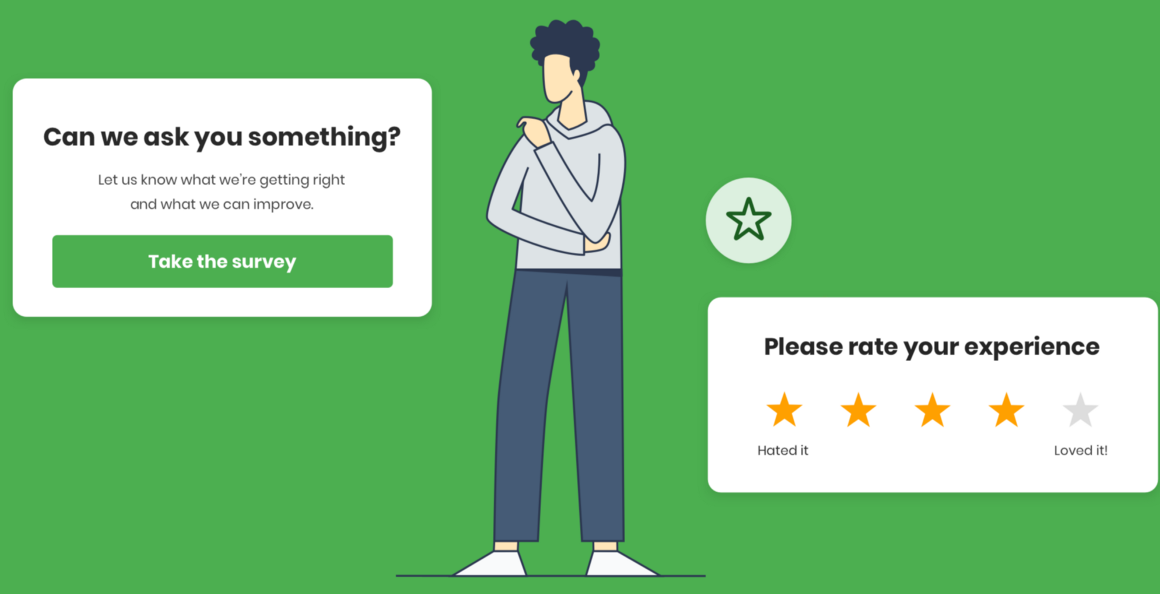 Can we ask you something?
Let us know what we're getting right
and what we can improve.
Take the survey
Please rate your experience
Hated it
Loved it!